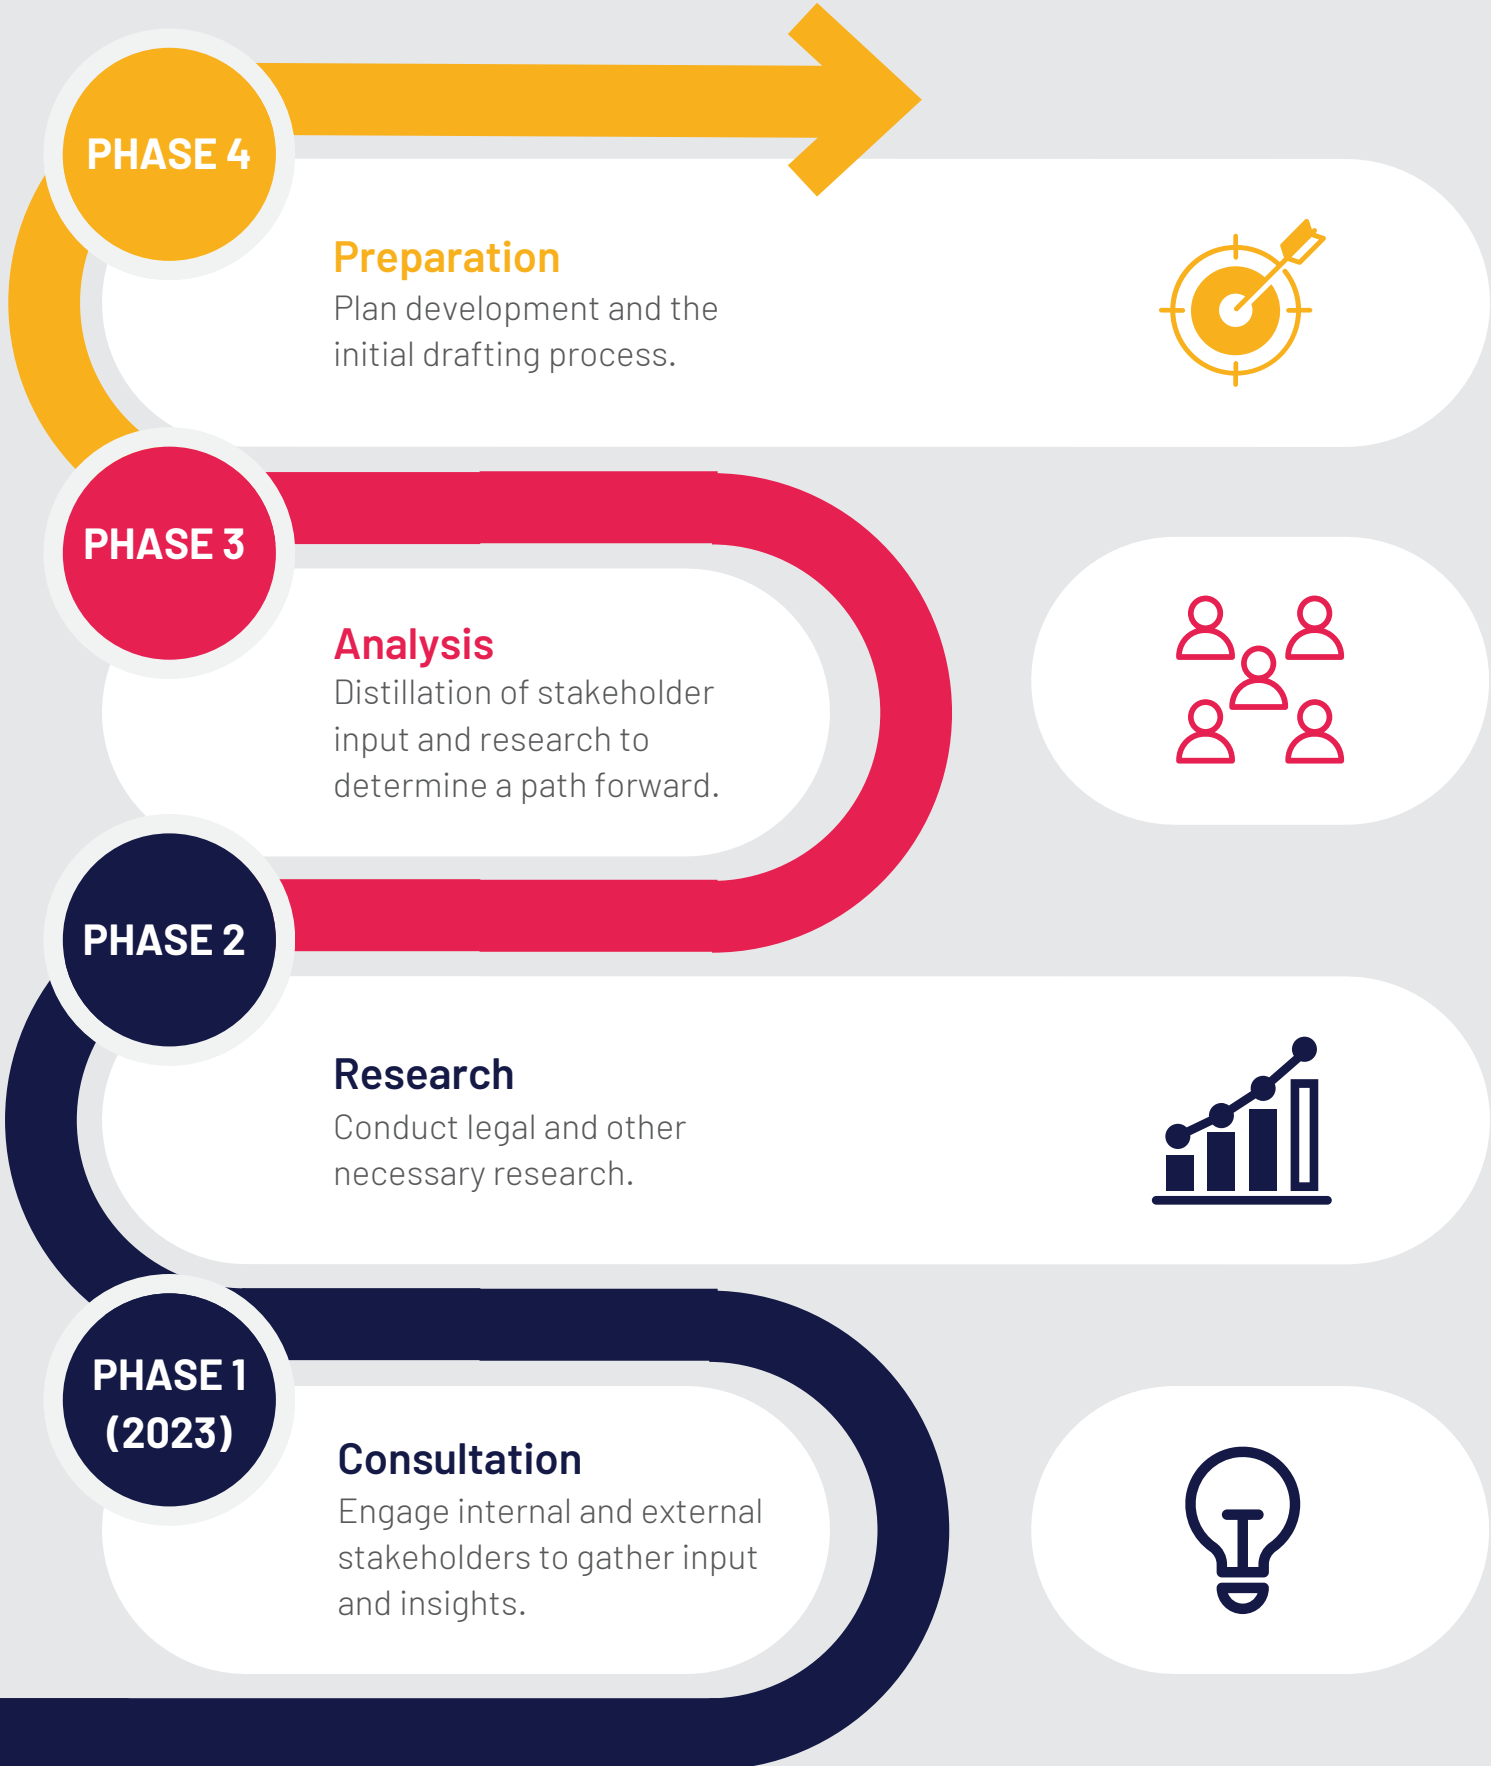 PHASE 4
Preparation
Plan development and the
initial drafting process.
PHASE 3
Analysis
Distillation of stakeholder
input and research to
determine a path forward.
PHASE 2
Research
Conduct legal and other
necessary research.
PHASE 1
(2023)
Consultation
Engage internal and external
stakeholders to gather input
and insights.